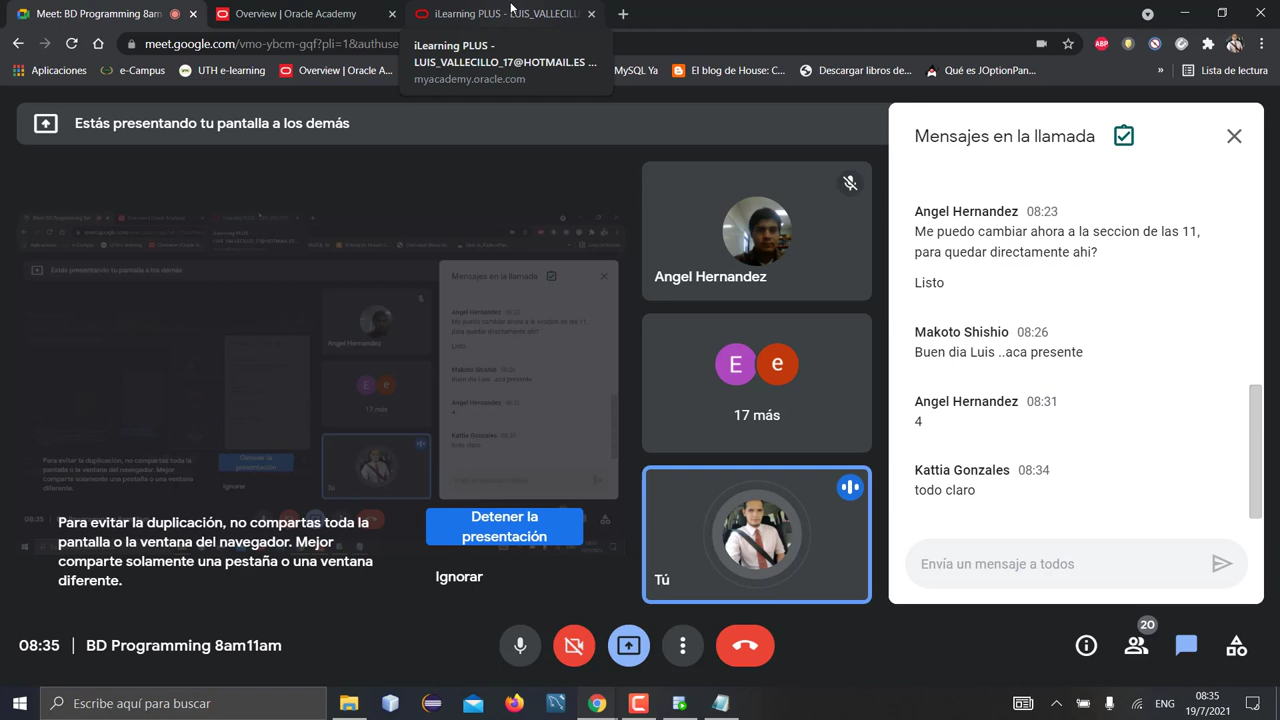 Meet: BD Programming 8am
Overview | Oracle Academy
iLearning PLUS - LUIS_VALLECILL
meet.google.com/vmo-ybcm-gqf?pli=1&authuse
iLearning PLUS -
LUIS_VALLECILLO_17@HOTMAIL.ES ...
myacademy.oracle.com
ABP
Aplicaciones
e-Campus
UTH e-learning
Overview | Oracle A...
MySQL Ya
El blog de House: C...
Descargar libros de...
Qué es JOptionPan...
»
Lista de lectura
Estás presentando tu pantalla a los demás
Angel Hernandez
E
e
17 más
Tú
Para evitar la duplicación, no compartas toda la
pantalla o la ventana del navegador. Mejor
comparte solamente una pestaña o una ventana
diferente.
Detener la
presentación
Ignorar
Mensajes en la llamada
Angel Hernandez 08:23
Me puedo cambiar ahora a la seccion de las 11,
para quedar directamente ahi?
Listo
Makoto Shishio 08:26
Buen dia Luis ..aca presente
Angel Hernandez 08:31
4
Kattia Gonzales 08:34
todo claro
Envía un mensaje a todos
08:35 | BD Programming 8am11am
20
Escribe aquí para buscar
ENG
08:35
19/7/2021